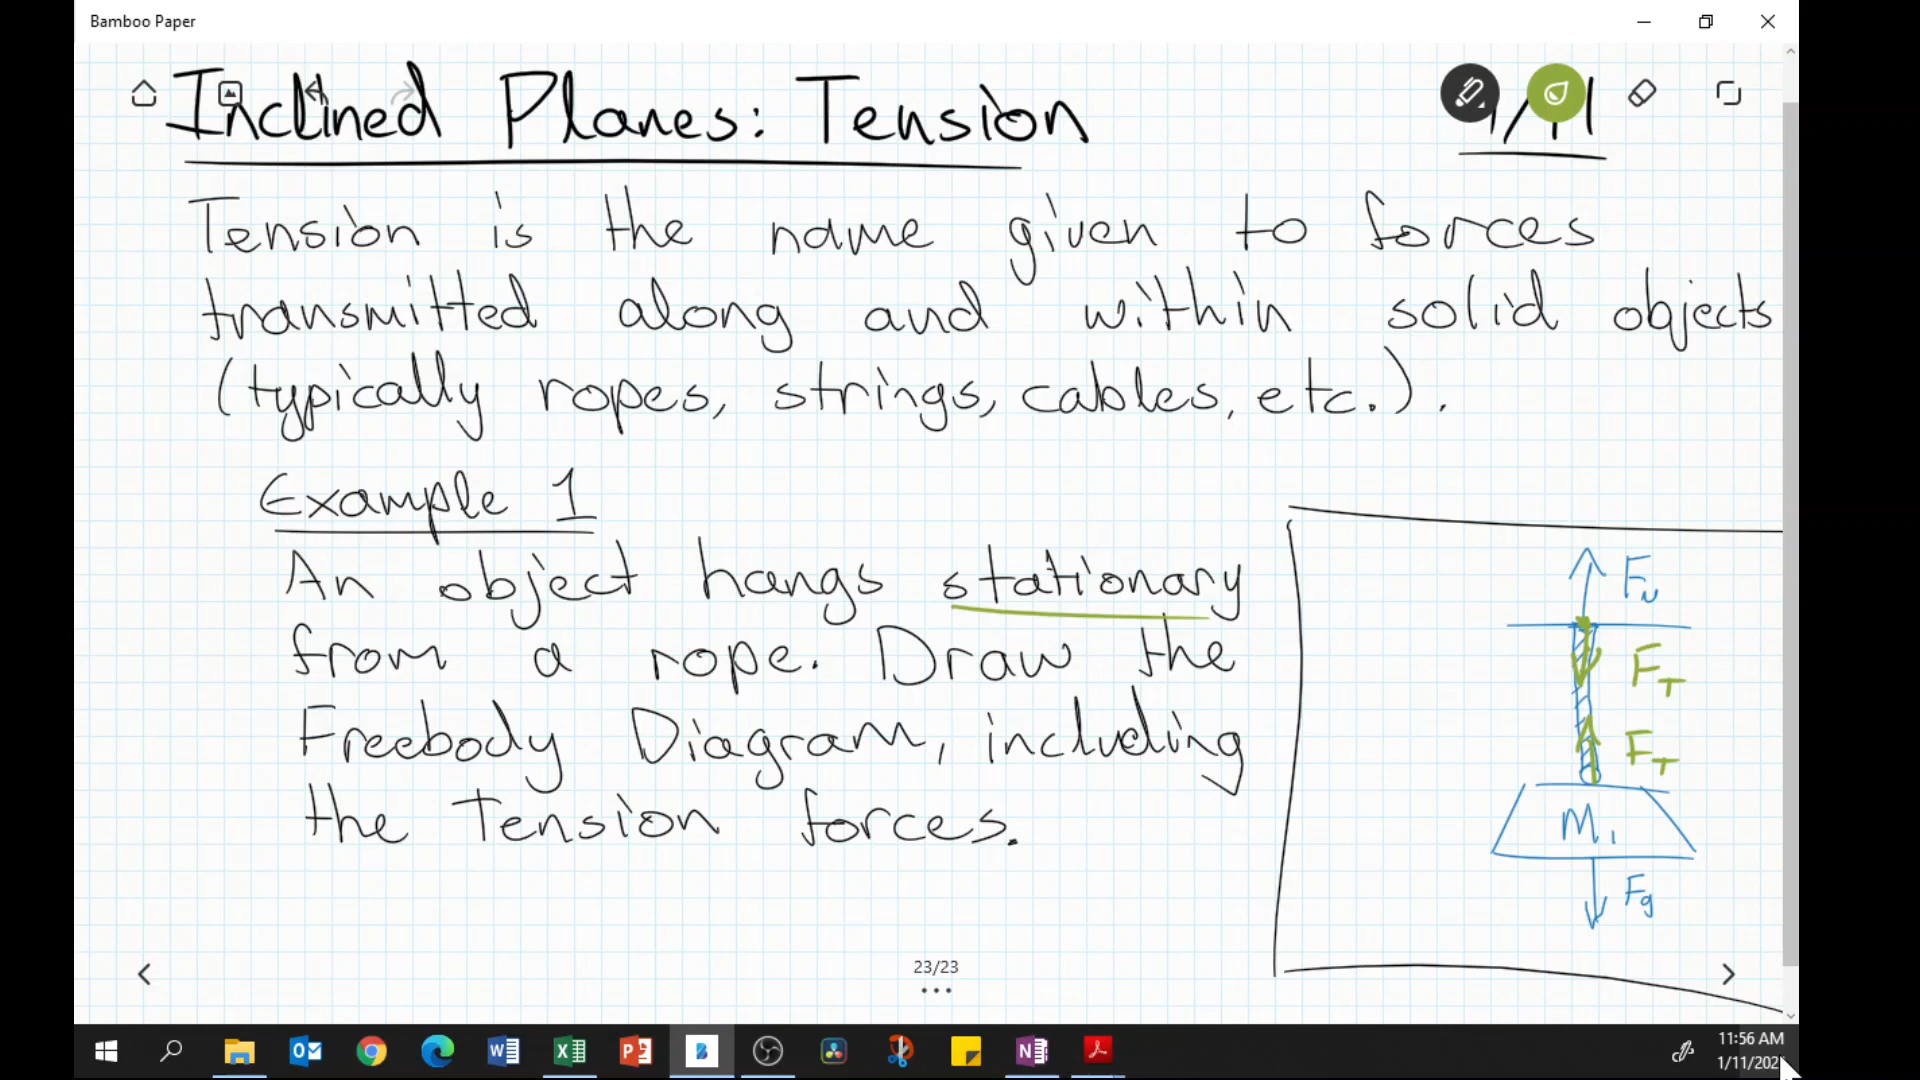 Bamboo Paper
Inclined Planes: Tension
Tension is the name given to forces
transmitted along and within solid objects
(typically ropes, strings, cables, etc.).
Example 1
An object hangs stationary
from a rope. Draw the
Freebody Diagram, including
the Tension forces.
FN
FT
FT
M1
Fg
23/23
11:56 AM